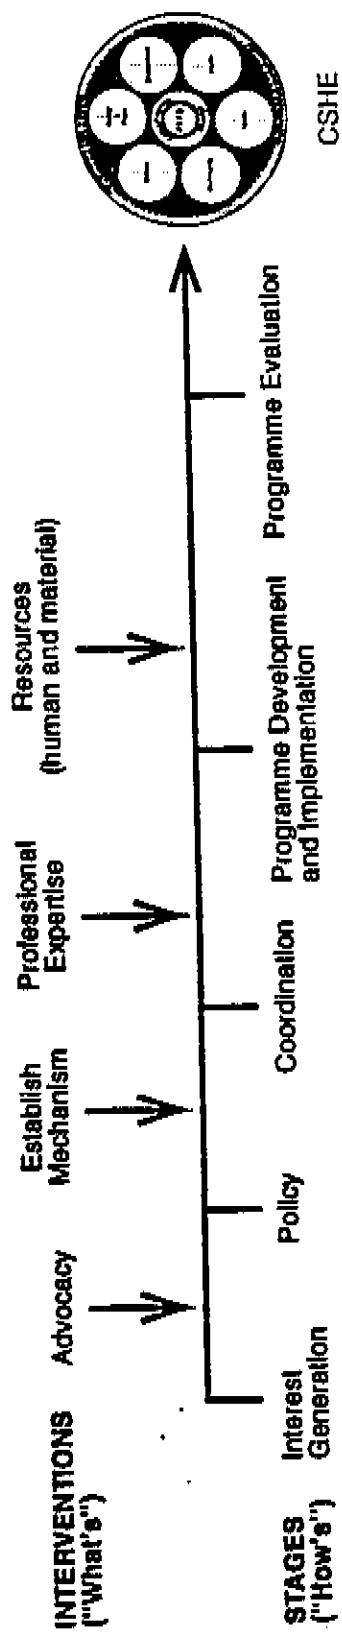 INTERVENTIONS
("What's")
Advocacy
Establish
Mechanism
Professional
Expertise
Resources
(human and material)
STAGES
("How's")
Interest
Generation
Policy
Coordination
Programme Development
and Implementation
Programme Evaluation
CSHE